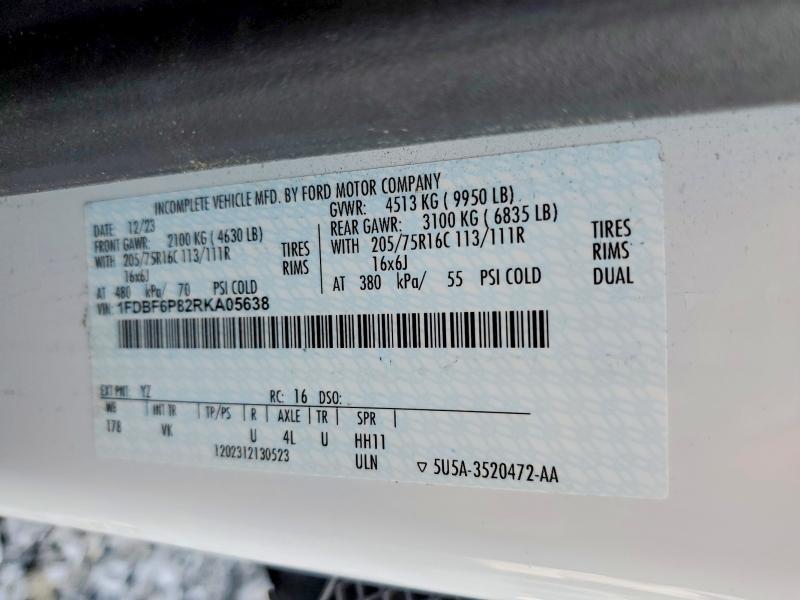 INCOMPLETE VEHICLE MFD. BY FORD MOTOR COMPANY
DATE: 12/23
GVWR: 4513 KG ( 9950 LB)
FRONT GAWR: 2100 KG ( 4630 LB)
REAR GAWR: 3100 KG ( 6835 LB)
WITH 205/75R16C 113/111R TIRES
WITH 205/75R16C 113/111R TIRES
16x6J RIMS
16x6J RIMS
AT 480 kPa/ 70 PSI COLD
AT 380 kPa/ 55 PSI COLD DUAL
VIN: 1FDBF6P82RKA05638
EXT PNT: YZ RC: 16 DSO:
WB INT TR TP/PS R AXLE TR SPR
178 VK U 4L U HH11
1202312130523 ULN ▽ 5U5A-3520472-AA